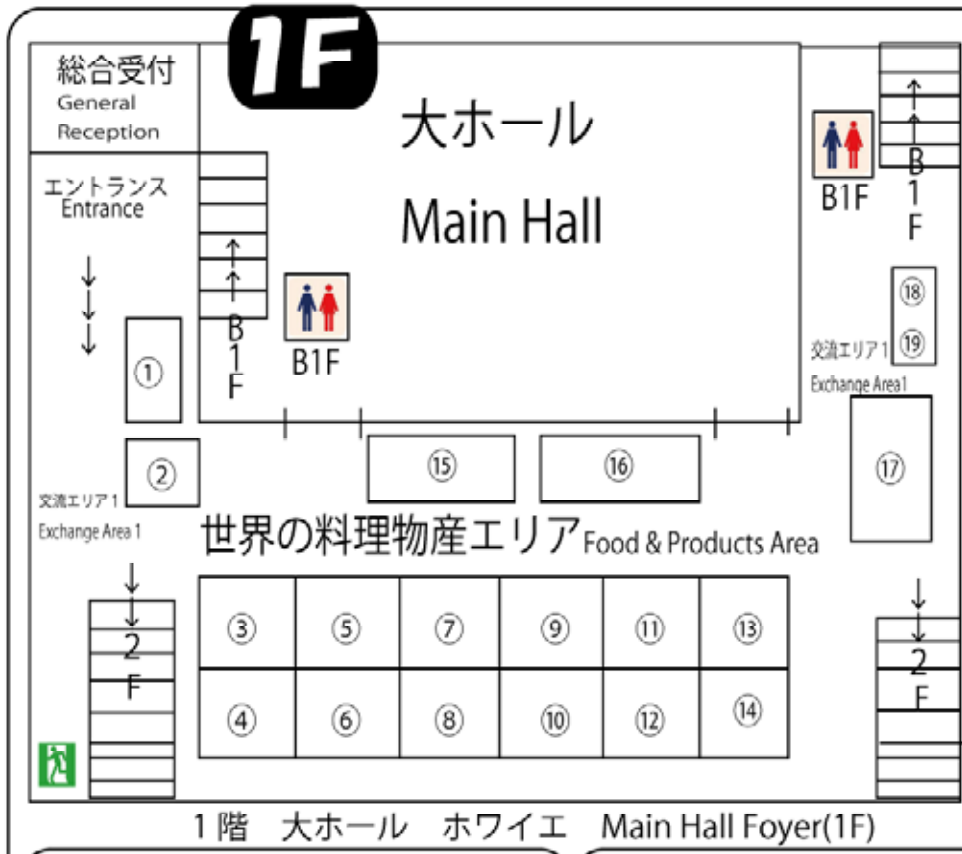 1F
総合受付
General
Reception
大ホール
Main Hall
エントランス
Entrance
↓
↓
↓
↑
↑
B
1
F
B1F
↑
↑
B
1
F
B1F
①
②
⑮
⑯
⑱
⑲
交流エリア1
Exchange Area1
⑰
交流エリア1
Exchange Area 1
世界の料理物産エリア Food & Products Area
↓
↓
2
F
③ ⑤ ⑦ ⑨ ⑪ ⑬
④ ⑥ ⑧ ⑩ ⑫ ⑭
↓
↓
2
F
1階 大ホール ホワイエ Main Hall Foyer(1F)